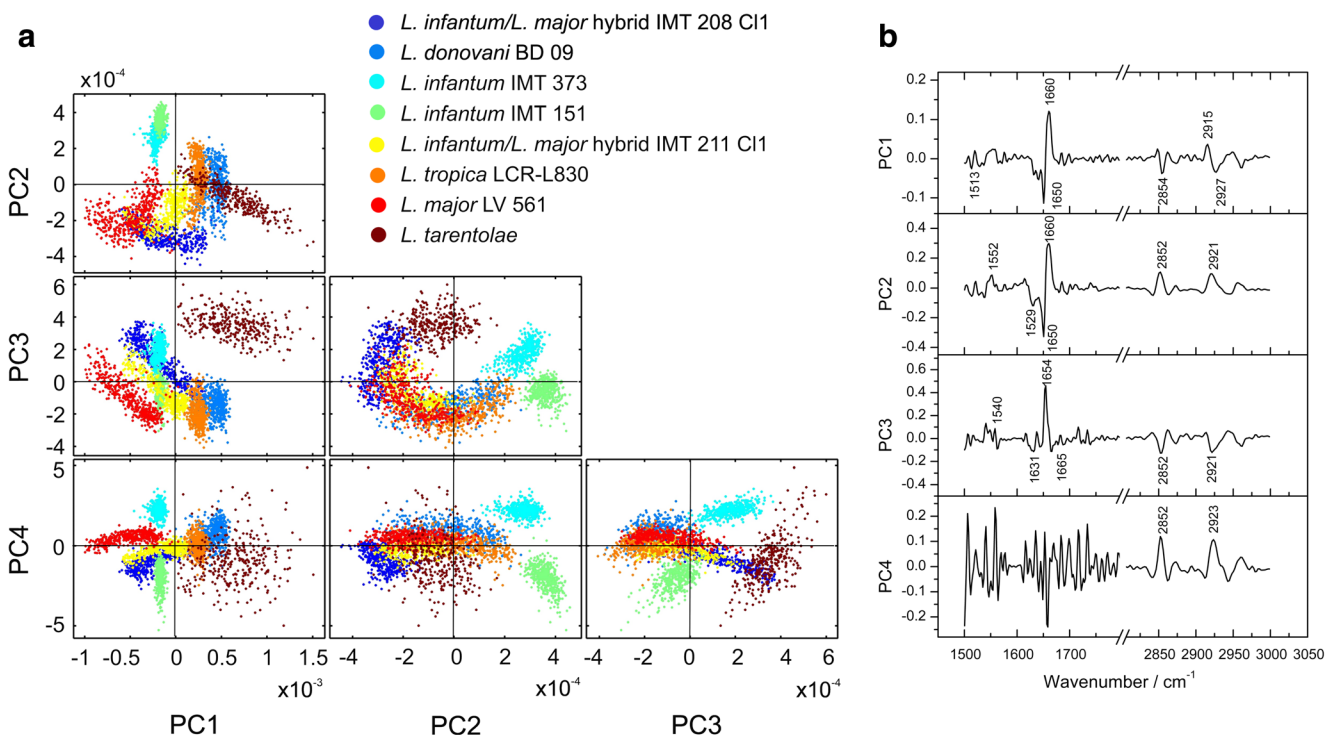 a
L. infantum/L. major hybrid IMT 208 Cl1
L. donovani BD 09
L. infantum IMT 373
L. infantum IMT 151
L. infantum/L. major hybrid IMT 211 Cl1
L. tropica LCR-L830
L. major LV 561
L. tarentolae
x10⁻⁴
4
2
0
-2
-4
PC2
6
4
2
0
-2
-4
PC3
5
0
-5
PC4
-1 -0.5 0 0.5 1 1.5
x10⁻³
PC1
-4 -2 0 2 4
x10⁻⁴
PC2
-4 -2 0 2 4 6
x10⁻⁴
PC3
b
0.2
0.1
0.0
-0.1
PC1
1513
1650
1660
2854
2915
2927
0.4
0.2
0.0
-0.2
-0.4
PC2
1552
1529
1650
1660
2852
2921
0.6
0.4
0.2
0.0
-0.2
-0.4
PC3
1540
1631
1654
1665
2852
2921
0.2
0.1
0.0
-0.1
-0.2
PC4
2852
2923
1500 1600 1700 2850 2900 2950 3000 3050
Wavenumber / cm⁻¹